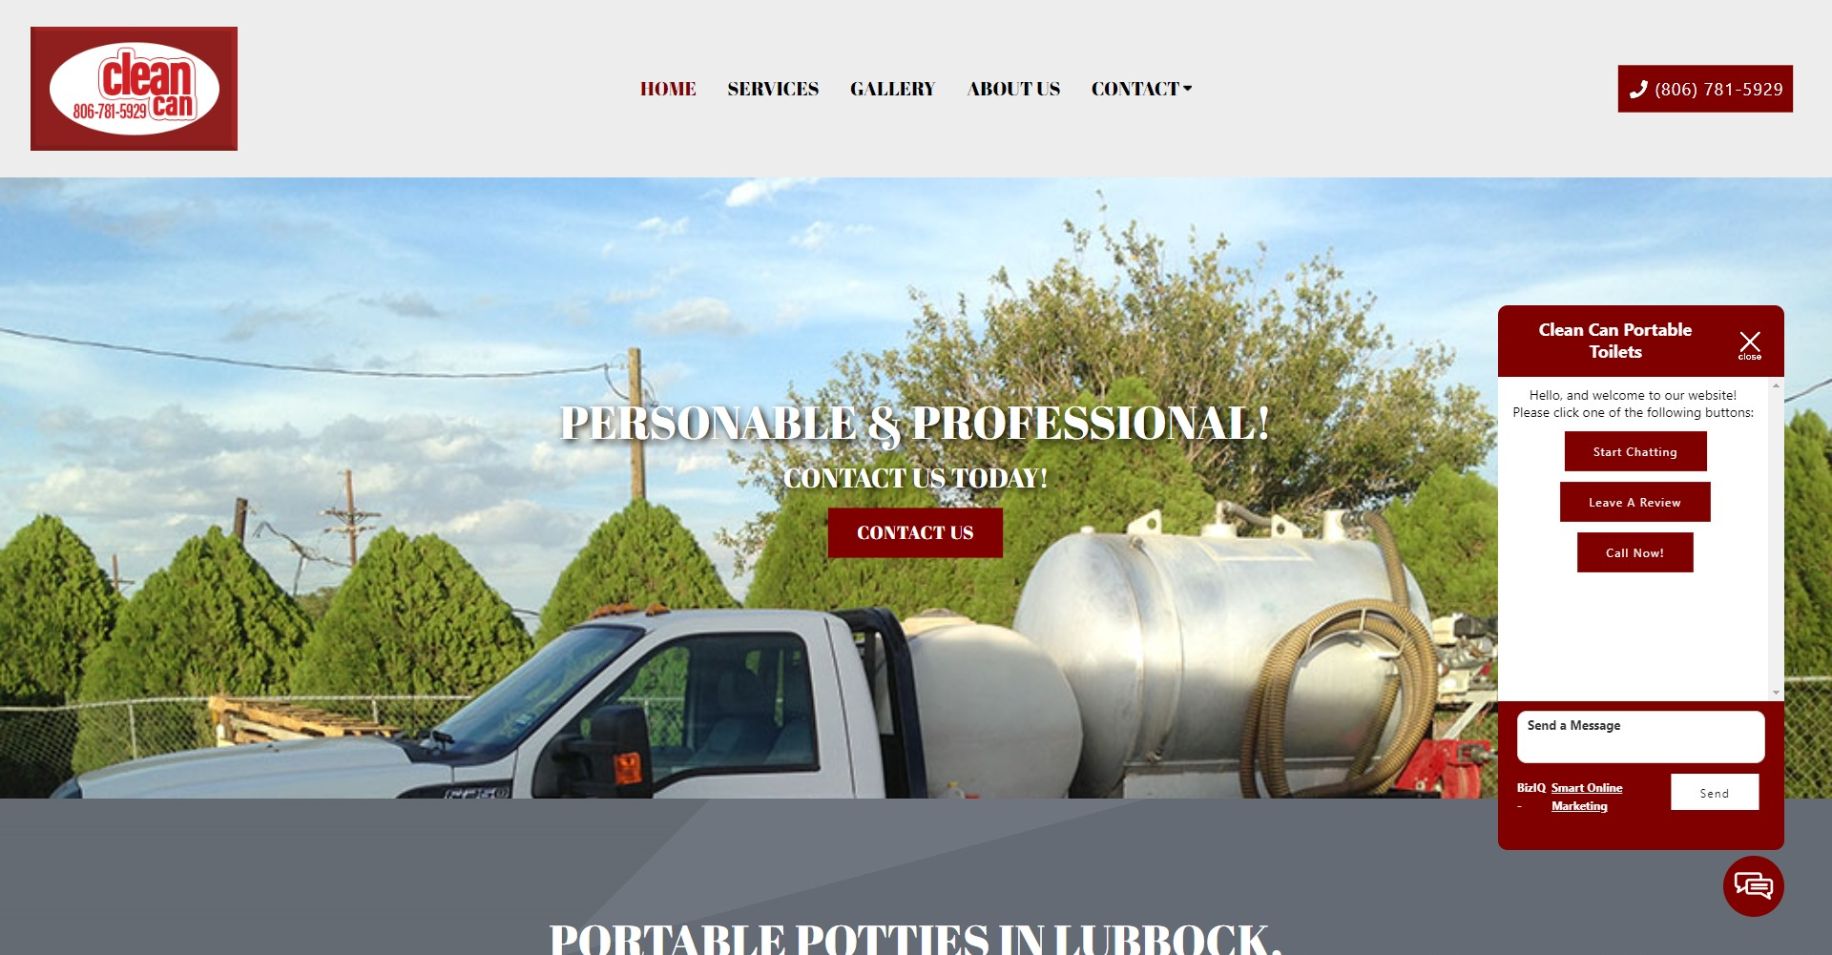 clean
can
806-781-5929
HOME
SERVICES
GALLERY
ABOUT US
CONTACT
(806) 781-5929
PERSONABLE & PROFESSIONAL!
CONTACT US TODAY!
CONTACT US
Clean Can Portable
Toilets
close
Hello, and welcome to our website!
Please click one of the following buttons:
Start Chatting
Leave A Review
Call Now!
Send a Message
BizIQ
-
Smart Online
Marketing
Send
PORTABLE POTTIES IN LUBBOCK,